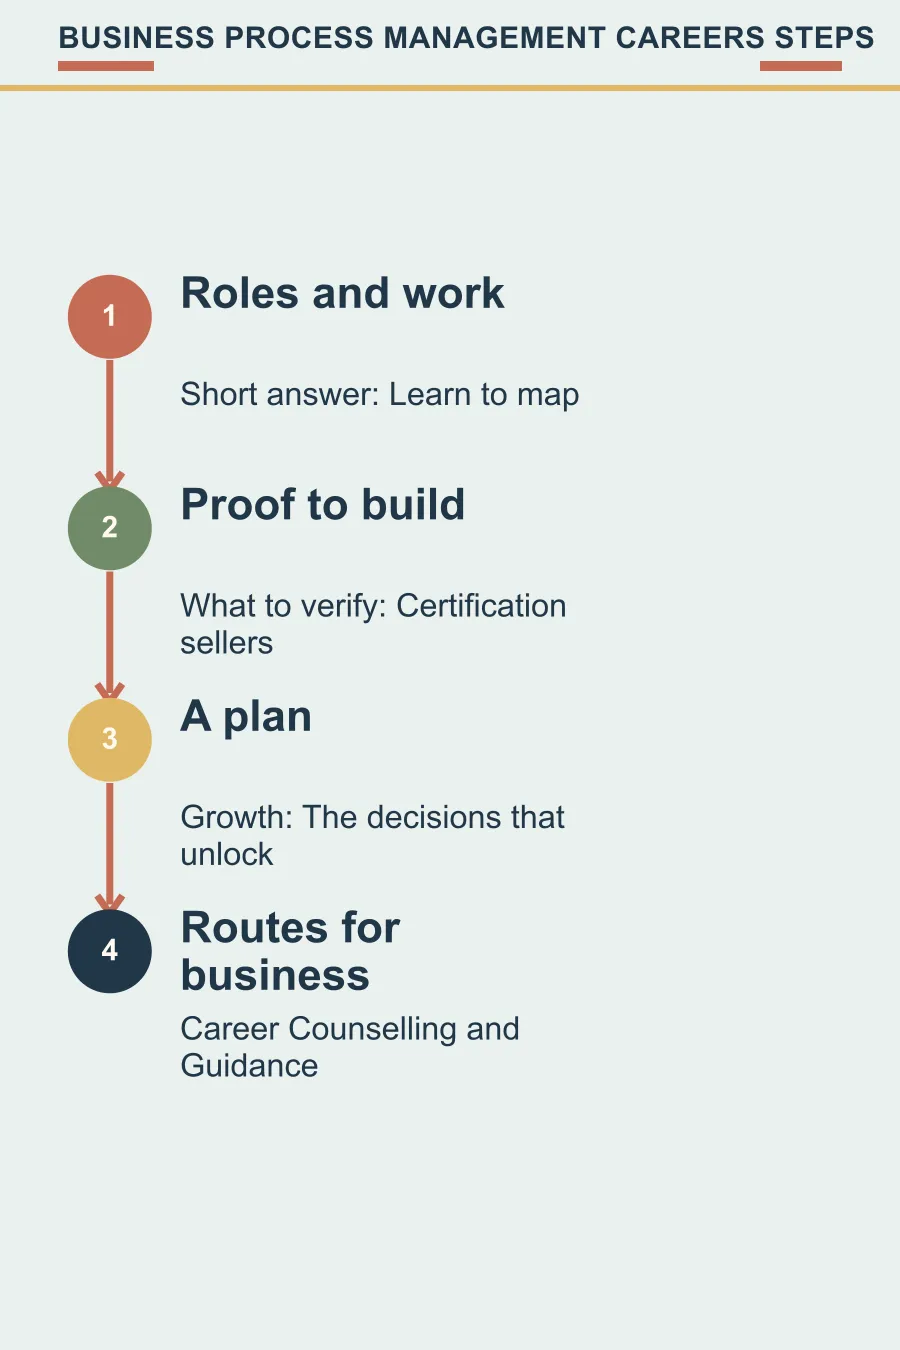 BUSINESS PROCESS MANAGEMENT CAREERS STEPS
1
Roles and work
Short answer: Learn to map
2
Proof to build
What to verify: Certification
sellers
3
A plan
Growth: The decisions that
unlock
4
Routes for
business
Career Counselling and
Guidance